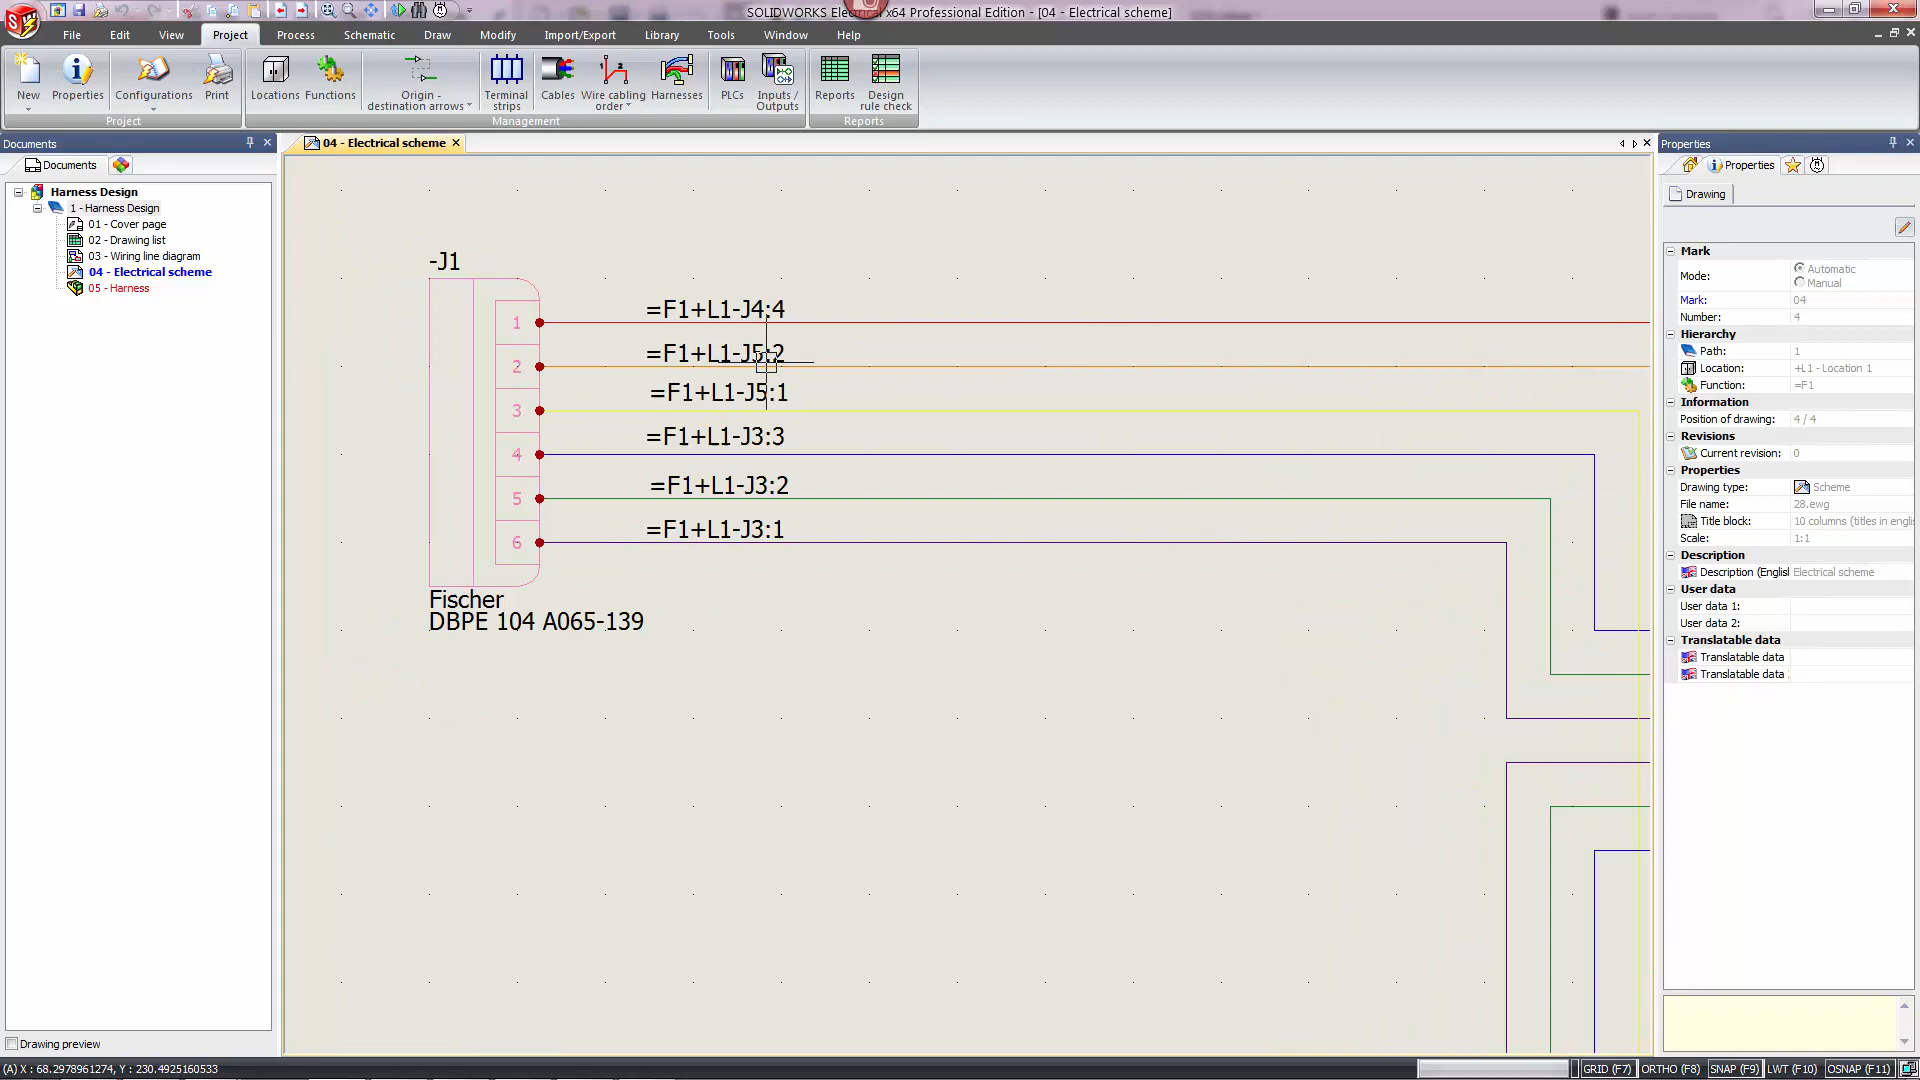 SOLIDWORKS Electrical x64 Professional Edition - [04 - Electrical scheme]
File Edit View Project Process Schematic Draw Modify Import/Export Library Tools Window Help
New Properties Configurations Print
Locations Functions Origin - destination arrows Terminal strips Cables Wire cabling order Harnesses PLCs Inputs / Outputs
Reports Design rule check
Project Management Reports
Documents
Documents
Harness Design
1 - Harness Design
01 - Cover page
02 - Drawing list
03 - Wiring line diagram
04 - Electrical scheme
05 - Harness
Drawing preview
04 - Electrical scheme
-J1
1 =F1+L1-J4:4
2 =F1+L1-J5:2
3 =F1+L1-J5:1
4 =F1+L1-J3:3
5 =F1+L1-J3:2
6 =F1+L1-J3:1
Fischer
DBPE 104 A065-139
Properties
Properties
Drawing
Mark
Mode: Automatic
Manual
Mark: 04
Number: 4
Hierarchy
Path: 1
Location: +L1 - Location 1
Function: =F1
Information
Position of drawing: 4 / 4
Revisions
Current revision: 0
Properties
Drawing type: Scheme
File name: 28.ewg
Title block: 10 columns (titles in engli
Scale: 1:1
Description
Description (Englisl Electrical scheme
User data
User data 1:
User data 2:
Translatable data
Translatable data
Translatable data
(A) X : 68.2978961274, Y : 230.4925160533
GRID (F7) ORTHO (F8) SNAP (F9) LWT (F10) OSNAP (F11)